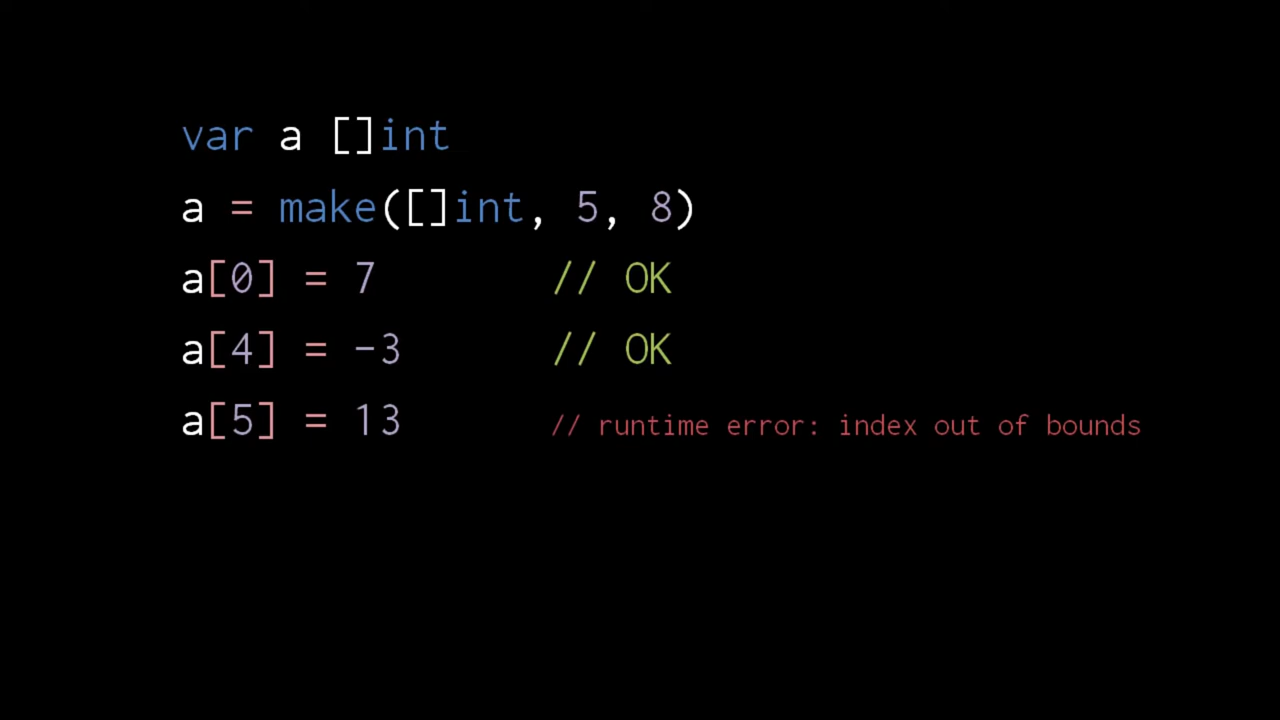 var a []int
a = make([]int, 5, 8)
a[0] = 7 // OK
a[4] = -3 // OK
a[5] = 13 // runtime error: index out of bounds